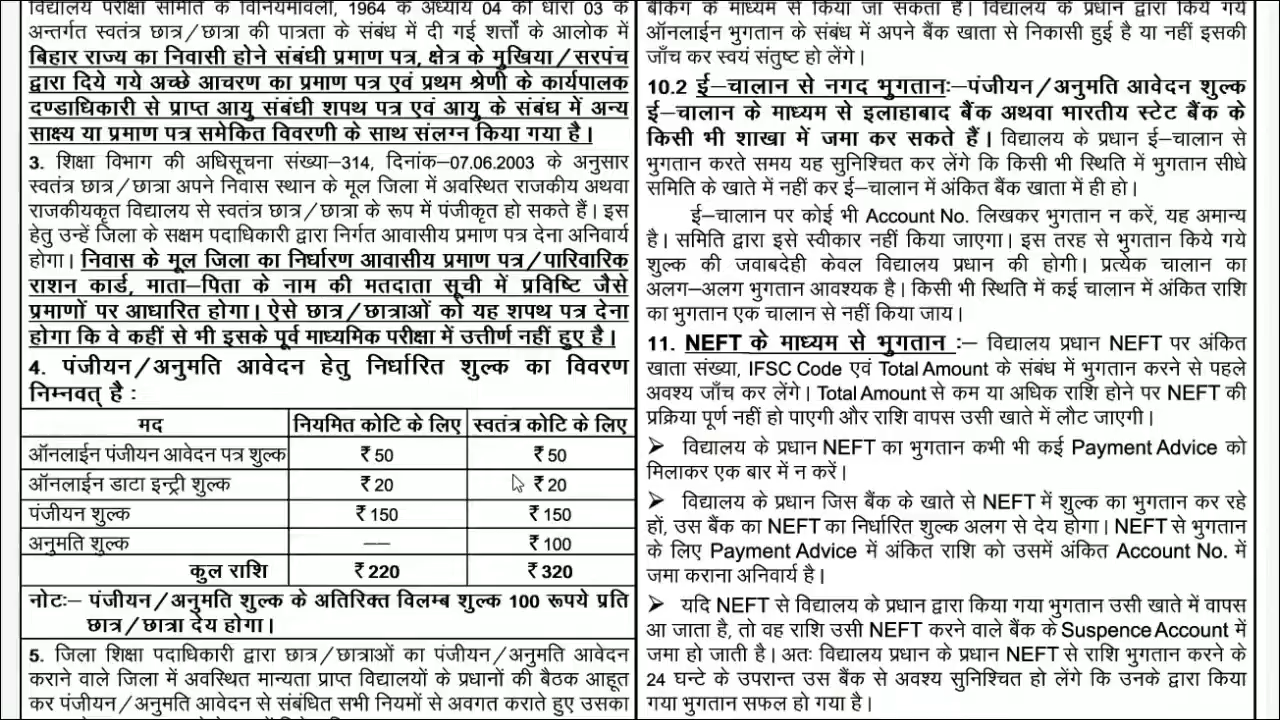 विद्यालय परीक्षा समिति के विनियमावली, 1964 के अध्याय 04 की धारा 03 के
अन्तर्गत स्वतंत्र छात्र/छात्रा की पात्रता के संबंध में दी गई शर्तों के आलोक में
बिहार राज्य का निवासी होने संबंधी प्रमाण पत्र, क्षेत्र के मुखिया/सरपंच
द्वारा दिये गये अच्छे आचरण का प्रमाण पत्र एवं प्रथम श्रेणी के कार्यपालक
दण्डाधिकारी से प्राप्त आयु संबंधी शपथ पत्र एवं आयु के संबंध में अन्य
साक्ष्य या प्रमाण पत्र समेकित विवरणी के साथ संलग्न किया गया है।
3. शिक्षा विभाग की अधिसूचना संख्या–314, दिनांक–07.06.2003 के अनुसार
स्वतंत्र छात्र/छात्रा अपने निवास स्थान के मूल जिला में अवस्थित राजकीय अथवा
राजकीयकृत विद्यालय से स्वतंत्र छात्र/छात्रा के रूप में पंजीकृत हो सकते हैं। इस
हेतु उन्हें जिला के सक्षम पदाधिकारी द्वारा निर्गत आवासीय प्रमाण पत्र देना अनिवार्य
होगा। निवास के मूल जिला का निर्धारण आवासीय प्रमाण पत्र/पारिवारिक
राशन कार्ड, माता–पिता के नाम की मतदाता सूची में प्रविष्टि जैसे
प्रमाणों पर आधारित होगा। ऐसे छात्र/छात्राओं को यह शपथ पत्र देना
होगा कि वे कहीं से भी इसके पूर्व माध्यमिक परीक्षा में उत्तीर्ण नहीं हुए है।
4. पंजीयन/अनुमति आवेदन हेतु निर्धारित शुल्क का विवरण
निम्नवत् है :
मद नियमित कोटि के लिए स्वतंत्र कोटि के लिए
ऑनलाईन पंजीयन आवेदन पत्र शुल्क ₹50 ₹50
ऑनलाईन डाटा इन्ट्री शुल्क ₹20 ₹20
पंजीयन शुल्क ₹150 ₹150
अनुमति शुल्क — ₹100
कुल राशि ₹220 ₹320
नोटः– पंजीयन/अनुमति शुल्क के अतिरिक्त विलम्ब शुल्क 100 रूपये प्रति
छात्र/छात्रा देय होगा।
5. जिला शिक्षा पदाधिकारी द्वारा छात्र/छात्राओं का पंजीयन/अनुमति आवेदन
कराने वाले जिला में अवस्थित मान्यता प्राप्त विद्यालयों के प्रधानों की बैठक आहूत
कर पंजीयन/अनुमति आवेदन से संबंधित सभी नियमों से अवगत कराते हुए उसका
बैंकिंग के माध्यम से किया जा सकता है। विद्यालय के प्रधान द्वारा किये गये
ऑनलाईन भुगतान के संबंध में अपने बैंक खाता से निकासी हुई है या नहीं इसकी
जाँच कर स्वयं संतुष्ट हो लेंगे।
10.2 ई–चालान से नगद भुगतानः–पंजीयन/अनुमति आवेदन शुल्क
ई–चालान के माध्यम से इलाहाबाद बैंक अथवा भारतीय स्टेट बैंक के
किसी भी शाखा में जमा कर सकते हैं। विद्यालय के प्रधान ई–चालान से
भुगतान करते समय यह सुनिश्चित कर लेंगे कि किसी भी स्थिति में भुगतान सीधे
समिति के खाते में नहीं कर ई–चालान में अंकित बैंक खाता में ही हो।
ई–चालान पर कोई भी Account No. लिखकर भुगतान न करें, यह अमान्य
है। समिति द्वारा इसे स्वीकार नहीं किया जाएगा। इस तरह से भुगतान किये गये
शुल्क की जवाबदेही केवल विद्यालय प्रधान की होगी। प्रत्येक चालान का
अलग–अलग भुगतान आवश्यक है। किसी भी स्थिति में कई चालान में अंकित राशि
का भुगतान एक चालान से नहीं किया जाय।
11. NEFT के माध्यम से भुगतान :– विद्यालय प्रधान NEFT पर अंकित
खाता संख्या, IFSC Code एवं Total Amount के संबंध में भुगतान करने से पहले
अवश्य जाँच कर लेंगे। Total Amount से कम या अधिक राशि होने पर NEFT की
प्रक्रिया पूर्ण नहीं हो पाएगी और राशि वापस उसी खाते में लौट जाएगी।
➢ विद्यालय के प्रधान NEFT का भुगतान कभी भी कई Payment Advice को
मिलाकर एक बार में न करें।
➢ विद्यालय के प्रधान जिस बैंक के खाते से NEFT में शुल्क का भुगतान कर रहे
हों, उस बैंक का NEFT का निर्धारित शुल्क अलग से देय होगा। NEFT से भुगतान
के लिए Payment Advice में अंकित राशि को उसमें अंकित Account No. में
जमा कराना अनिवार्य है।
➢ यदि NEFT से विद्यालय के प्रधान द्वारा किया गया भुगतान उसी खाते में वापस
आ जाता है, तो वह राशि उसी NEFT करने वाले बैंक के Suspence Account में
जमा हो जाती है। अतः विद्यालय प्रधान के प्रधान NEFT से राशि भुगतान करने के
24 घन्टे के उपरान्त उस बैंक से अवश्य सुनिश्चित हो लेंगे कि उनके द्वारा किया
गया भुगतान सफल हो गया है।